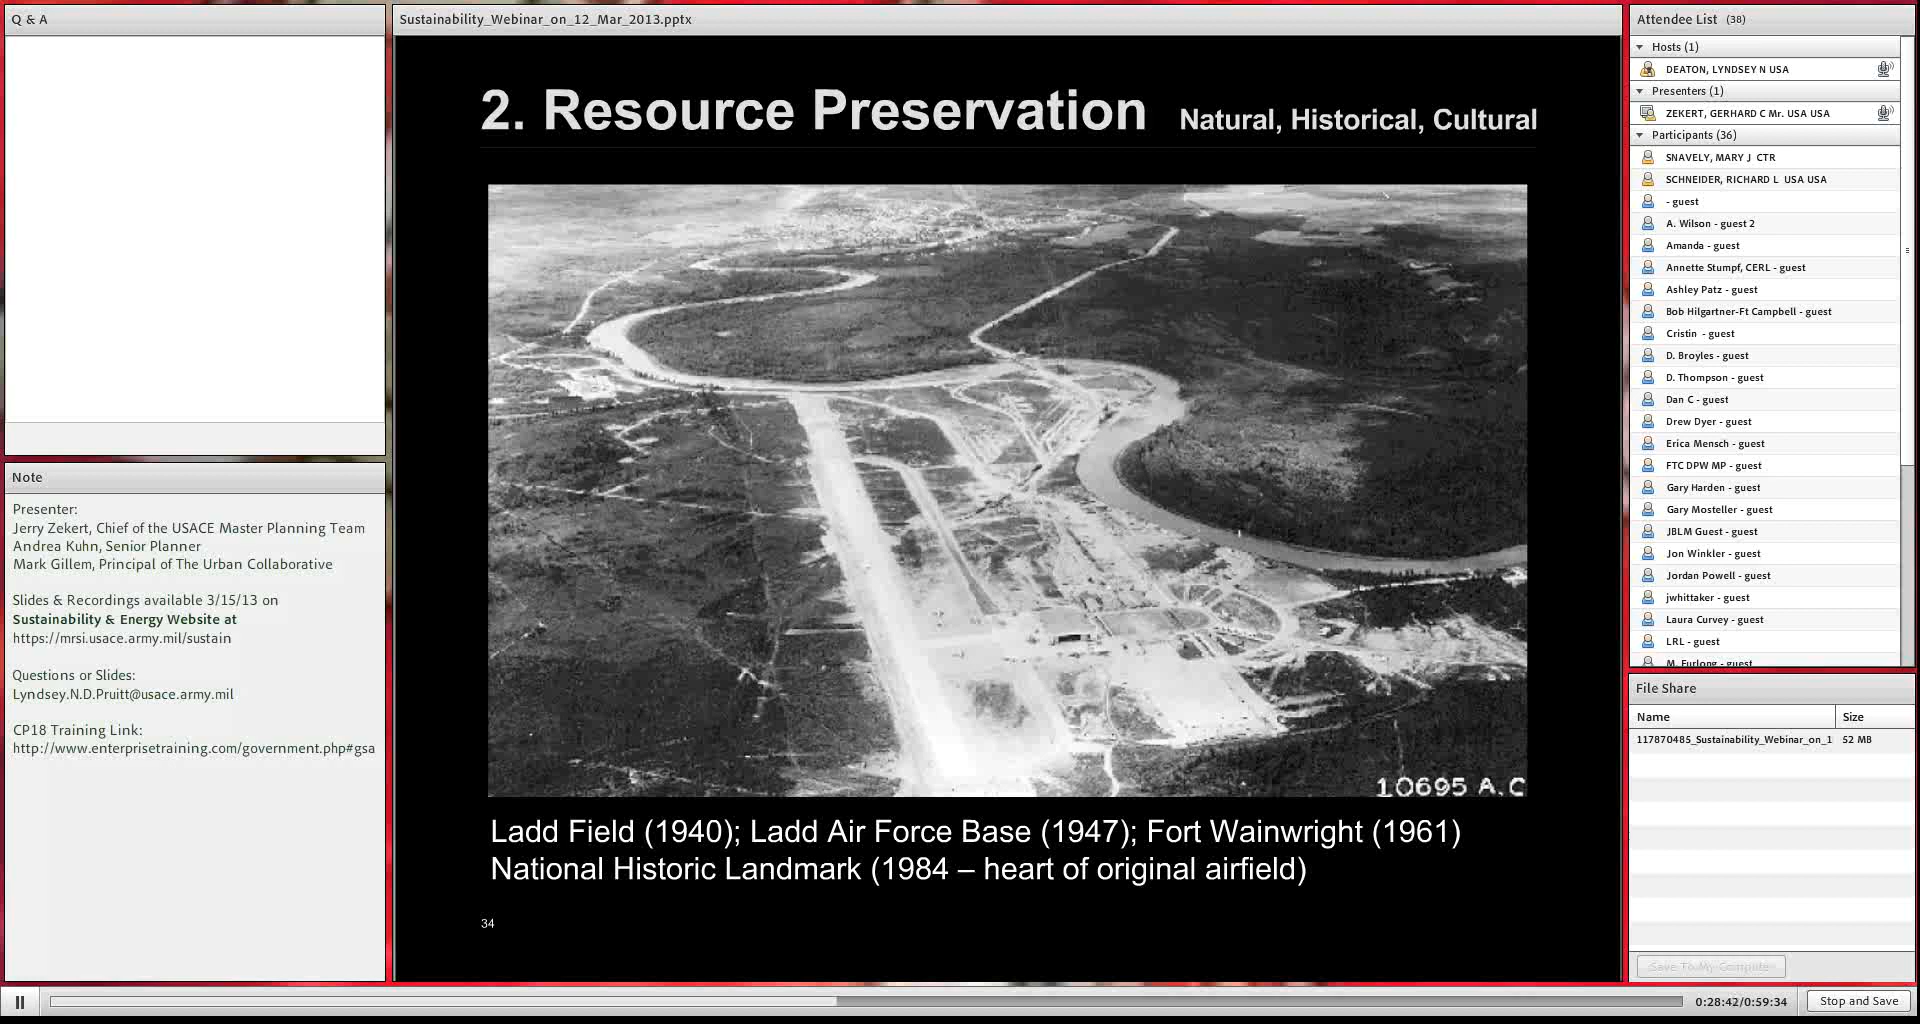 Q & A
Sustainability_Webinar_on_12_Mar_2013.pptx
2. Resource Preservation Natural, Historical, Cultural
10695 A.C
Ladd Field (1940); Ladd Air Force Base (1947); Fort Wainwright (1961)
National Historic Landmark (1984 – heart of original airfield)
34
Note
Presenter:
Jerry Zekert, Chief of the USACE Master Planning Team
Andrea Kuhn, Senior Planner
Mark Gillem, Principal of The Urban Collaborative
Slides & Recordings available 3/15/13 on
Sustainability & Energy Website at
https://mrsi.usace.army.mil/sustain
Questions or Slides:
Lyndsey.N.D.Pruitt@usace.army.mil
CP18 Training Link:
http://www.enterprisetraining.com/government.php#gsa
Attendee List (38)
Hosts (1)
DEATON, LYNDSEY N USA
Presenters (1)
ZEKERT, GERHARD C Mr. USA USA
Participants (36)
SNAVELY, MARY J CTR
SCHNEIDER, RICHARD L USA USA
- guest
A. Wilson - guest 2
Amanda - guest
Annette Stumpf, CERL - guest
Ashley Patz - guest
Bob Hilgartner-Ft Campbell - guest
Cristin - guest
D. Broyles - guest
D. Thompson - guest
Dan C - guest
Drew Dyer - guest
Erica Mensch - guest
FTC DPW MP - guest
Gary Harden - guest
Gary Mosteller - guest
JBLM Guest - guest
Jon Winkler - guest
Jordan Powell - guest
jwhittaker - guest
Laura Curvey - guest
LRL - guest
M. Furlong - guest
File Share
Name Size
117870485_Sustainability_Webinar_on_1 52 MB
Save To My Compute
0:28:42/0:59:34
Stop and Save